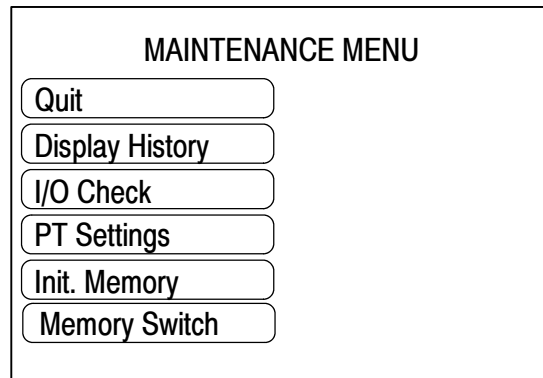 MAINTENANCE MENU
Quit
Display History
I/O Check
PT Settings
Init. Memory
Memory Switch